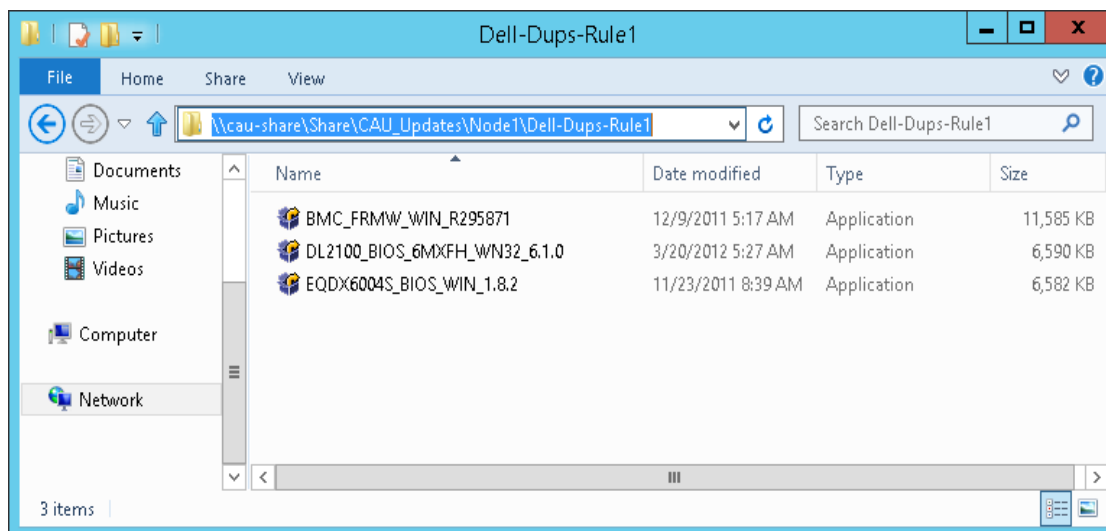 Dell-Dups-Rule1
File Home Share View
\\cau-share\Share\CAU_Updates\Node1\Dell-Dups-Rule1 Search Dell-Dups-Rule1
Documents
Music
Pictures
Videos
Computer
Network
Name Date modified Type Size
BMC_FRMW_WIN_R295871 12/9/2011 5:17 AM Application 11,585 KB
DL2100_BIOS_6MXFH_WN32_6.1.0 3/20/2012 5:27 AM Application 6,590 KB
EQDX6004S_BIOS_WIN_1.8.2 11/23/2011 8:39 AM Application 6,582 KB
3 items